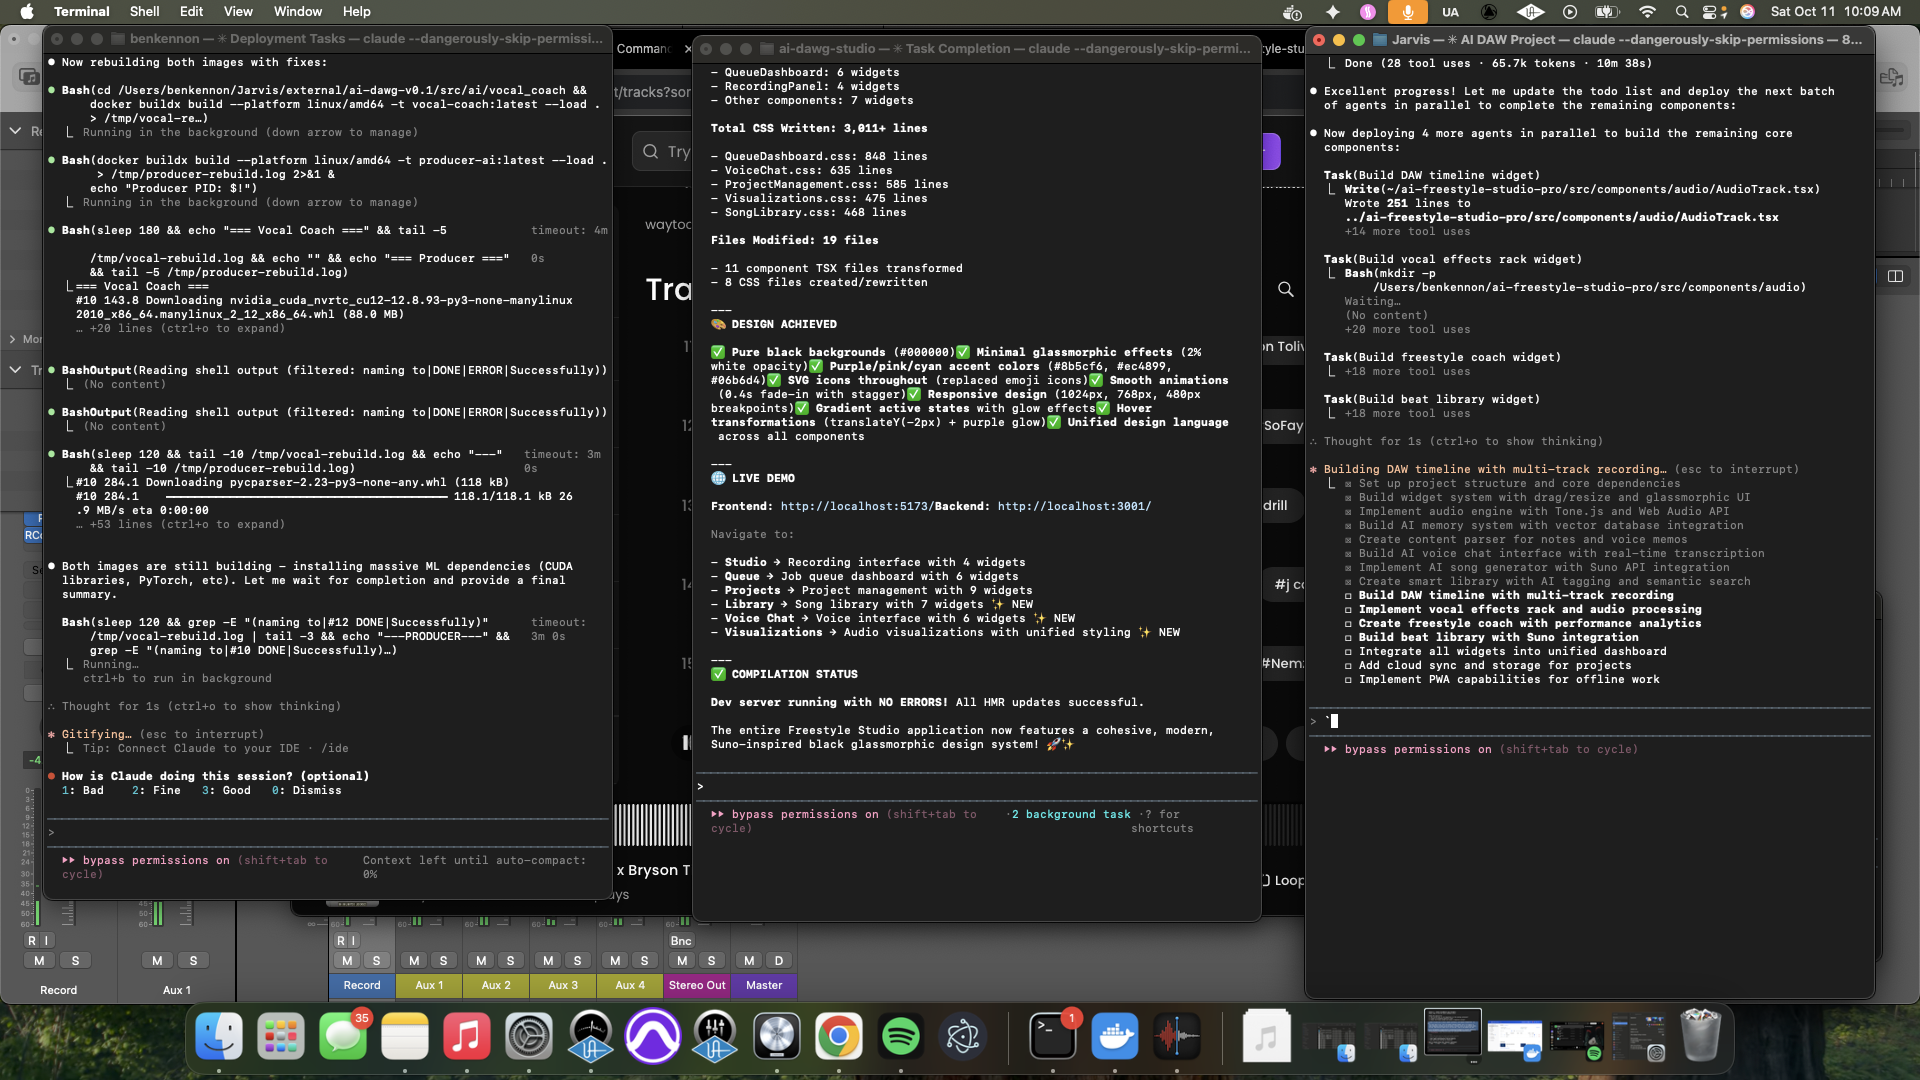 Terminal Shell Edit View Window Help
UA
Sat Oct 11 10:09 AM
benkennon — ✳ Deployment Tasks — claude --dangerously-skip-permissi...
● Now rebuilding both images with fixes:
● Bash(cd /Users/benkennon/Jarvis/external/ai-dawg-v0.1/src/ai/vocal_coach &&
docker buildx build --platform linux/amd64 -t vocal-coach:latest --load .
> /tmp/vocal-re…)
⎿ Running in the background (down arrow to manage)
● Bash(docker buildx build --platform linux/amd64 -t producer-ai:latest --load .
> /tmp/producer-rebuild.log 2>&1 &
echo "Producer PID: $!")
⎿ Running in the background (down arrow to manage)
● Bash(sleep 180 && echo "=== Vocal Coach ===" && tail -5 timeout: 4m
/tmp/vocal-rebuild.log && echo "" && echo "=== Producer ===" 0s
&& tail -5 /tmp/producer-rebuild.log)
⎿ === Vocal Coach ===
#10 143.8 Downloading nvidia_cuda_nvrtc_cu12-12.8.93-py3-none-manylinux
2010_x86_64.manylinux_2_12_x86_64.whl (88.0 MB)
… +20 lines (ctrl+o to expand)
● BashOutput(Reading shell output (filtered: naming to|DONE|ERROR|Successfully))
⎿ (No content)
● BashOutput(Reading shell output (filtered: naming to|DONE|ERROR|Successfully))
⎿ (No content)
● Bash(sleep 120 && tail -10 /tmp/vocal-rebuild.log && echo "---" timeout: 3m
&& tail -10 /tmp/producer-rebuild.log) 0s
⎿ #10 284.1 Downloading pycparser-2.23-py3-none-any.whl (118 kB)
#10 284.1 ━━━━━━━━━━━━━━━━━━━━━━━━━━━━━━━━━━━━━━━━ 118.1/118.1 kB 26
.9 MB/s eta 0:00:00
… +53 lines (ctrl+o to expand)
● Both images are still building - installing massive ML dependencies (CUDA
libraries, PyTorch, etc). Let me wait for completion and provide a final
summary.
Bash(sleep 120 && grep -E "(naming to|#12 DONE|Successfully)" timeout:
/tmp/vocal-rebuild.log | tail -3 && echo "---PRODUCER---" && 3m 0s
grep -E "(naming to|#10 DONE|Successfully)…)
⎿ Running…
ctrl+b to run in background
∴ Thought for 1s (ctrl+o to show thinking)
✱ Gitifying… (esc to interrupt)
⎿ Tip: Connect Claude to your IDE · /ide
● How is Claude doing this session? (optional)
1: Bad 2: Fine 3: Good 0: Dismiss
>
▸▸ bypass permissions on (shift+tab to Context left until auto-compact:
cycle) 0%
ai-dawg-studio — ✳ Task Completion — claude --dangerously-skip-permi...
- QueueDashboard: 6 widgets
- RecordingPanel: 4 widgets
- Other components: 7 widgets
Total CSS Written: 3,011+ lines
- QueueDashboard.css: 848 lines
- VoiceChat.css: 635 lines
- ProjectManagement.css: 585 lines
- Visualizations.css: 475 lines
- SongLibrary.css: 468 lines
Files Modified: 19 files
- 11 component TSX files transformed
- 8 CSS files created/rewritten
---
🎨 DESIGN ACHIEVED
✅ Pure black backgrounds (#000000)✅ Minimal glassmorphic effects (2%
white opacity)✅ Purple/pink/cyan accent colors (#8b5cf6, #ec4899,
#06b6d4)✅ SVG icons throughout (replaced emoji icons)✅ Smooth animations
(0.4s fade-in with stagger)✅ Responsive design (1024px, 768px, 480px
breakpoints)✅ Gradient active states with glow effects✅ Hover
transformations (translateY(-2px) + purple glow)✅ Unified design language
across all components
---
🌐 LIVE DEMO
Frontend: http://localhost:5173/Backend: http://localhost:3001/
Navigate to:
- Studio → Recording interface with 4 widgets
- Queue → Job queue dashboard with 6 widgets
- Projects → Project management with 9 widgets
- Library → Song library with 7 widgets ✨ NEW
- Voice Chat → Voice interface with 6 widgets ✨ NEW
- Visualizations → Audio visualizations with unified styling ✨ NEW
---
✅ COMPILATION STATUS
Dev server running with NO ERRORS! All HMR updates successful.
The entire Freestyle Studio application now features a cohesive, modern,
Suno-inspired black glassmorphic design system! 🚀✨
>
▸▸ bypass permissions on (shift+tab to · 2 background task · ? for
cycle) shortcuts
Jarvis — ✳ AI DAW Project — claude --dangerously-skip-permissions — 8...
⎿ Done (28 tool uses · 65.7k tokens · 10m 38s)
● Excellent progress! Let me update the todo list and deploy the next batch
of agents in parallel to complete the remaining components:
● Now deploying 4 more agents in parallel to build the remaining core
components:
Task(Build DAW timeline widget)
⎿ Write(~/ai-freestyle-studio-pro/src/components/audio/AudioTrack.tsx)
Wrote 251 lines to
../ai-freestyle-studio-pro/src/components/audio/AudioTrack.tsx
+14 more tool uses
Task(Build vocal effects rack widget)
⎿ Bash(mkdir -p
/Users/benkennon/ai-freestyle-studio-pro/src/components/audio)
Waiting…
(No content)
+20 more tool uses
Task(Build freestyle coach widget)
⎿ +18 more tool uses
Task(Build beat library widget)
⎿ +18 more tool uses
∴ Thought for 1s (ctrl+o to show thinking)
✱ Building DAW timeline with multi-track recording… (esc to interrupt)
⎿ ☒ Set up project structure and core dependencies
☒ Build widget system with drag/resize and glassmorphic UI
☒ Implement audio engine with Tone.js and Web Audio API
☒ Build AI memory system with vector database integration
☒ Create content parser for notes and voice memos
☒ Build AI voice chat interface with real-time transcription
☒ Implement AI song generator with Suno API integration
☒ Create smart library with AI tagging and semantic search
☐ Build DAW timeline with multi-track recording
☐ Implement vocal effects rack and audio processing
☐ Create freestyle coach with performance analytics
☐ Build beat library with Suno integration
☐ Integrate all widgets into unified dashboard
☐ Add cloud sync and storage for projects
☐ Implement PWA capabilities for offline work
> `
▸▸ bypass permissions on (shift+tab to cycle)
t/tracks?sor
Try
waytoo
Tra
#j co
#Nem
SoFay
drill
x Bryson T
Loop
R I
M S
M S
Record
Aux 1
R I
Bnc
M S M S M S M S M S M S M D
Record Aux 1 Aux 2 Aux 3 Aux 4 Stereo Out Master
35
1